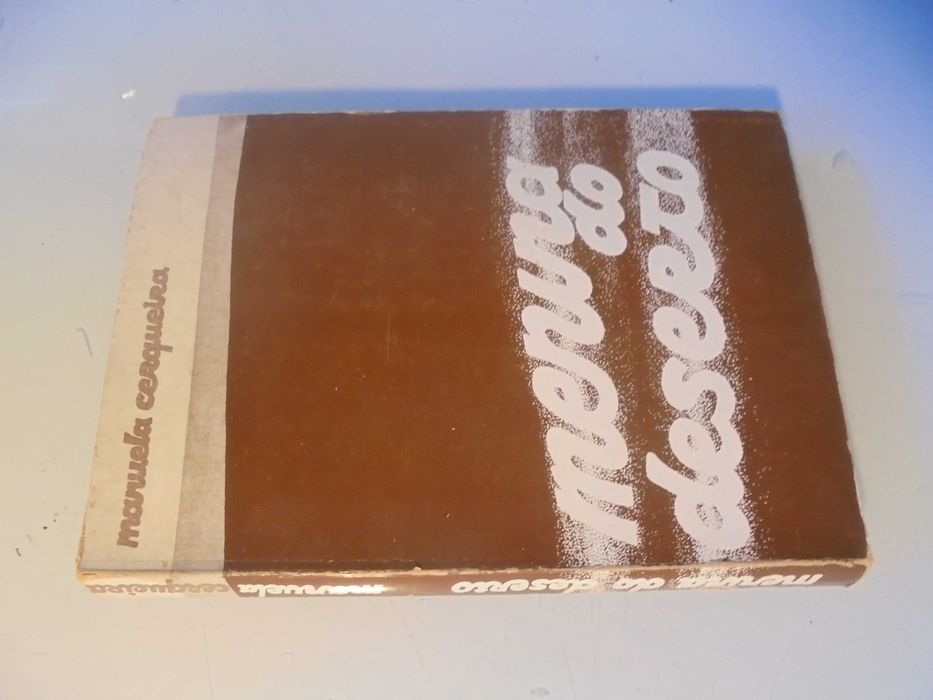 manuela cerqueira
menina
do
deserto
manuela
cerqueira
menina do deserto